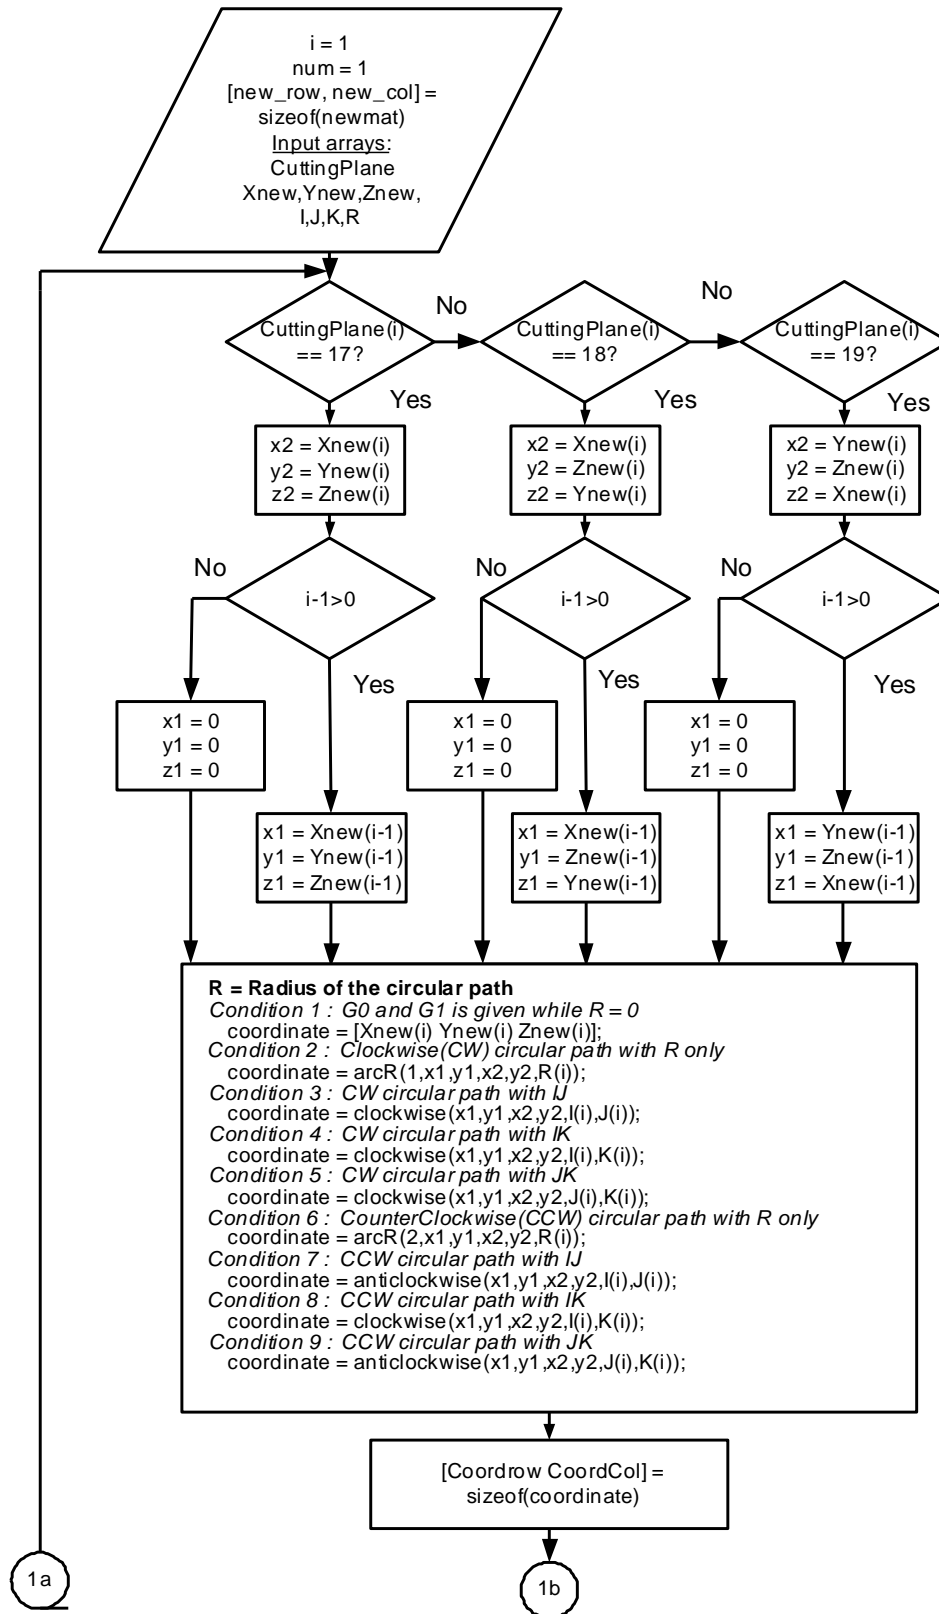 i = 1
num = 1
[new_row, new_col] =
sizeof(newmat)
Input arrays:
CuttingPlane
Xnew,Ynew,Znew,
I,J,K,R
CuttingPlane(i)
== 17?
No
CuttingPlane(i)
== 18?
No
CuttingPlane(i)
== 19?
Yes
Yes
Yes
x2 = Xnew(i)
y2 = Ynew(i)
z2 = Znew(i)
x2 = Xnew(i)
y2 = Znew(i)
z2 = Ynew(i)
x2 = Ynew(i)
y2 = Znew(i)
z2 = Xnew(i)
No
i-1>0
No
i-1>0
No
i-1>0
Yes
Yes
Yes
x1 = 0
y1 = 0
z1 = 0
x1 = 0
y1 = 0
z1 = 0
x1 = 0
y1 = 0
z1 = 0
x1 = Xnew(i-1)
y1 = Ynew(i-1)
z1 = Znew(i-1)
x1 = Xnew(i-1)
y1 = Znew(i-1)
z1 = Ynew(i-1)
x1 = Ynew(i-1)
y1 = Znew(i-1)
z1 = Xnew(i-1)
R = Radius of the circular path
Condition 1 : G0 and G1 is given while R = 0
coordinate = [Xnew(i) Ynew(i) Znew(i)];
Condition 2 : Clockwise(CW) circular path with R only
coordinate = arcR(1,x1,y1,x2,y2,R(i));
Condition 3 : CW circular path with IJ
coordinate = clockwise(x1,y1,x2,y2,I(i),J(i));
Condition 4 : CW circular path with IK
coordinate = clockwise(x1,y1,x2,y2,I(i),K(i));
Condition 5 : CW circular path with JK
coordinate = clockwise(x1,y1,x2,y2,J(i),K(i));
Condition 6 : CounterClockwise(CCW) circular path with R only
coordinate = arcR(2,x1,y1,x2,y2,R(i));
Condition 7 : CCW circular path with IJ
coordinate = anticlockwise(x1,y1,x2,y2,I(i),J(i));
Condition 8 : CCW circular path with IK
coordinate = clockwise(x1,y1,x2,y2,I(i),K(i));
Condition 9 : CCW circular path with JK
coordinate = anticlockwise(x1,y1,x2,y2,J(i),K(i));
[Coordrow CoordCol] =
sizeof(coordinate)
1a
1b